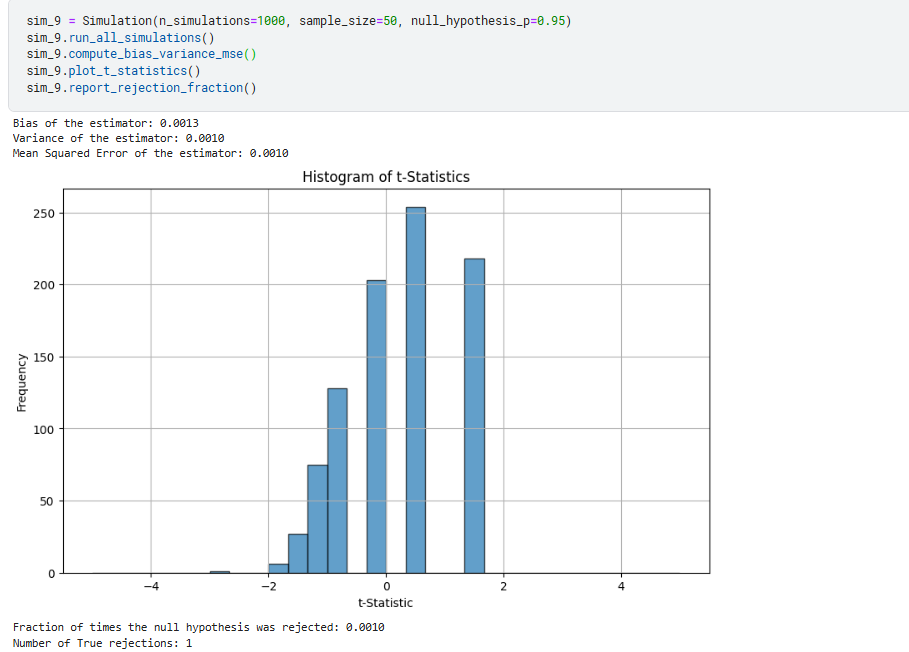 sim_9 = Simulation(n_simulations=1000, sample_size=50, null_hypothesis_p=0.95)
sim_9.run_all_simulations()
sim_9.compute_bias_variance_mse()
sim_9.plot_t_statistics()
sim_9.report_rejection_fraction()
Bias of the estimator: 0.0013
Variance of the estimator: 0.0010
Mean Squared Error of the estimator: 0.0010
Histogram of t-Statistics
250
200
150
100
50
0
Frequency
−4 −2 0 2 4
t-Statistic
Fraction of times the null hypothesis was rejected: 0.0010
Number of True rejections: 1